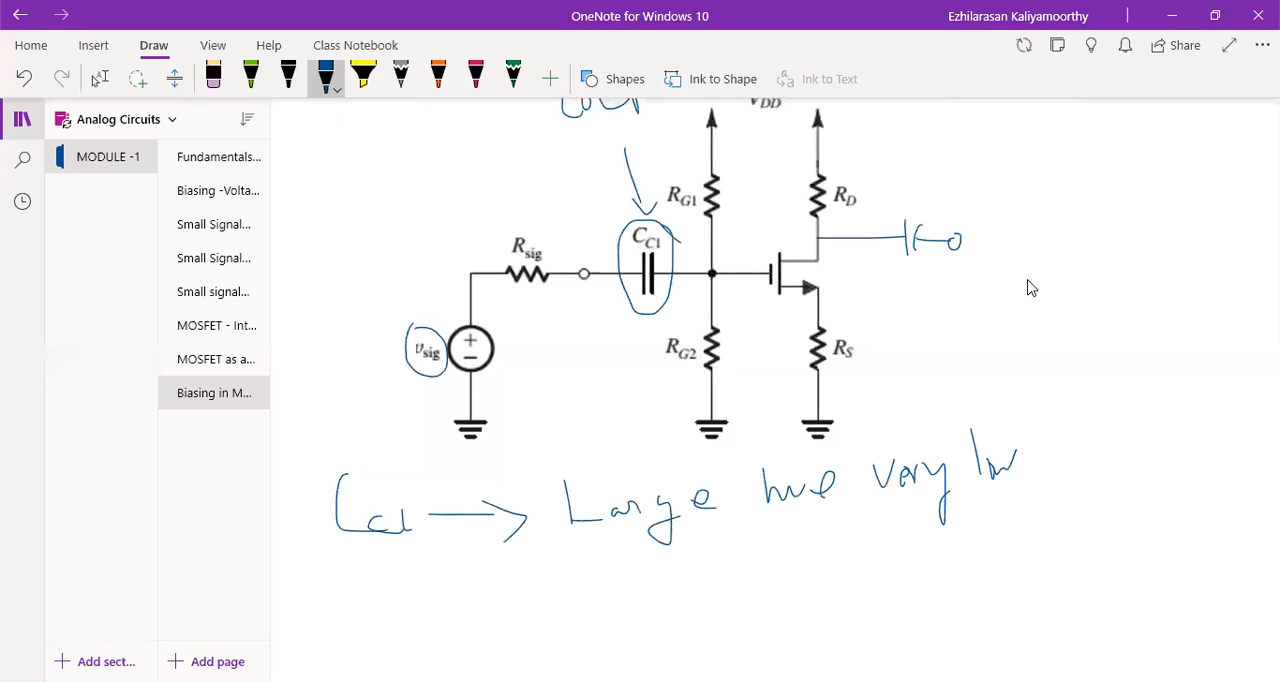 OneNote for Windows 10
Ezhilarasan Kaliyamoorthy
Home Insert Draw View Help Class Notebook
Share
Shapes Ink to Shape Ink to Text
Analog Circuits
MODULE -1
Fundamentals...
Biasing -Volta...
Small Signal...
Small Signal...
Small signal...
MOSFET - Int...
MOSFET as a...
Biasing in M...
Add sect...
Add page
VDD
RG1
RD
CC1
Rsig
vsig
RG2
RS
CC1 → Large have very low